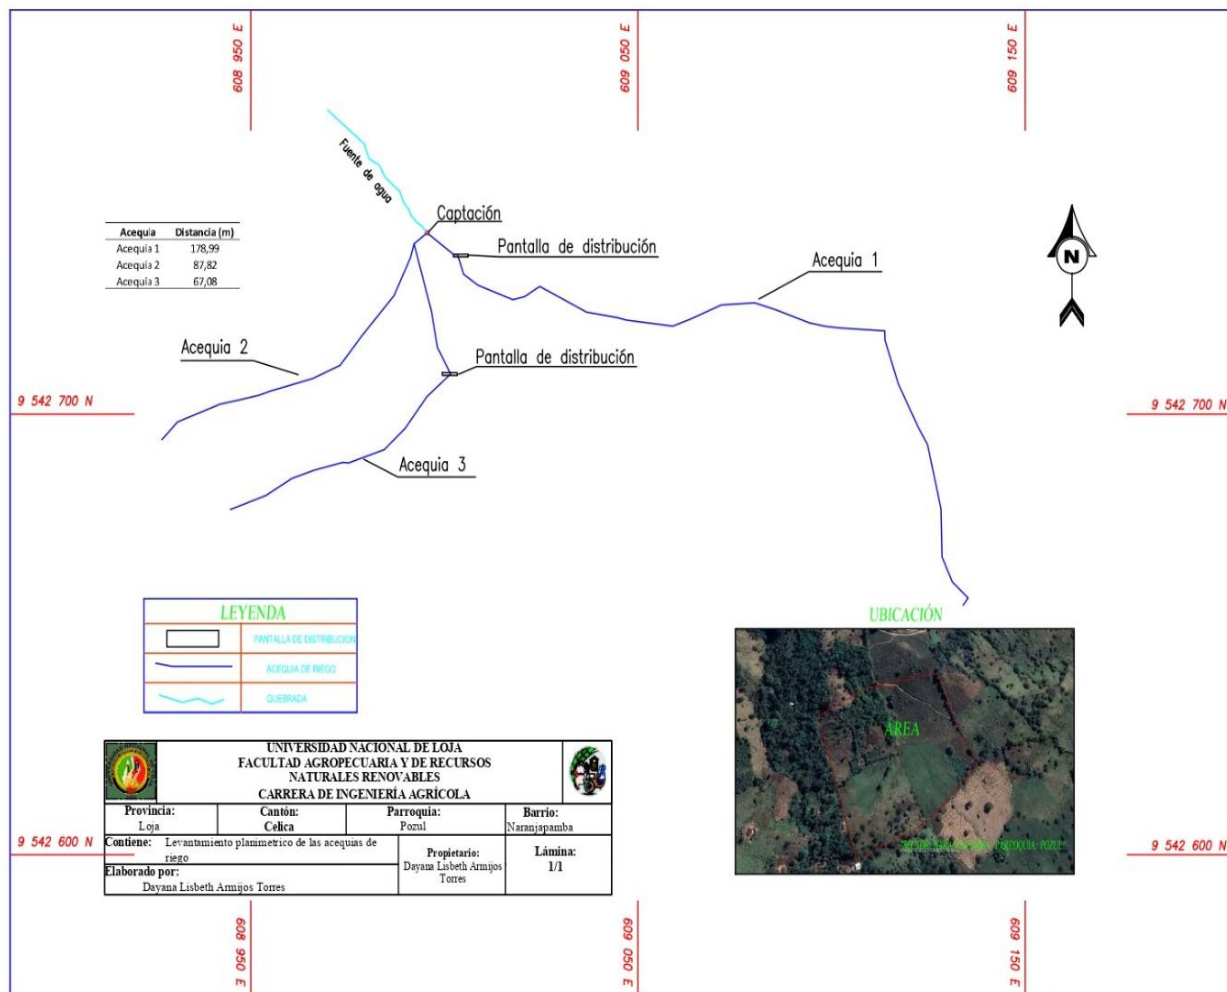 608 950 E
609 050 E
609 150 E
Fuente de agua
Captación
Pantalla de distribución
Acequia 1
N
Acequia Distancia (m)
Acequia 1 178,99
Acequia 2 87,82
Acequia 3 67,08
Acequia 2
Pantalla de distribución
9 542 700 N
9 542 700 N
Acequia 3
LEYENDA
PANTALLA DE DISTRIBUCION
ACEQUIA DE RIEGO
QUEBRADA
UBICACIÓN
AREA
PARROQUIA: POZUL"
UNIVERSIDAD NACIONAL DE LOJA
FACULTAD AGROPECUARIA Y DE RECURSOS
NATURALES RENOVABLES
CARRERA DE INGENIERÍA AGRÍCOLA
Provincia: Loja
Cantón: Celica
Parroquia: Pozul
Barrio: Naranjapamba
Contiene: Levantamiento planimetrico de las acequias de
riego
Elaborado por:
Dayana Lisbeth Armijos Torres
Propietario:
Dayana Lisbeth Armijos
Torres
Lámina:
1/1
9 542 600 N
9 542 600 N
608 950 E
609 050 E
609 150 E